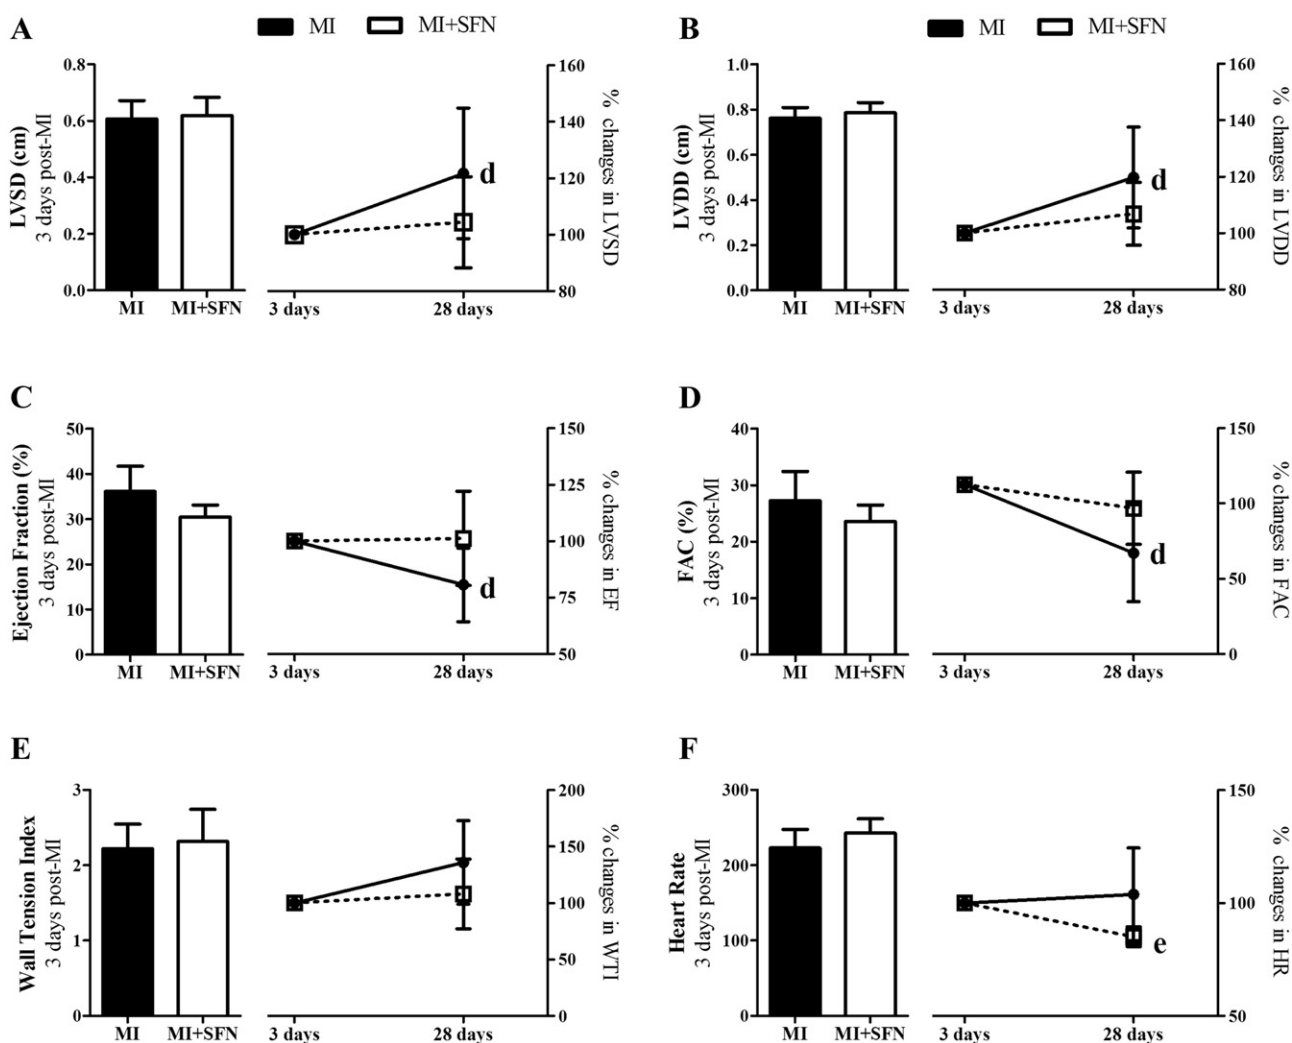 A
MI MI+SFN
LVSD (cm)
3 days post-MI
0.8
0.6
0.4
0.2
0.0
MI MI+SFN
160
140
120
100
80
% changes in LVSD
d
3 days 28 days
B
MI MI+SFN
LVDD (cm)
3 days post-MI
1.0
0.8
0.6
0.4
0.2
0.0
MI MI+SFN
160
140
120
100
80
% changes in LVDD
d
3 days 28 days
C
Ejection Fraction (%)
3 days post-MI
50
40
30
20
10
0
MI MI+SFN
150
125
100
75
50
% changes in EF
d
3 days 28 days
D
FAC (%)
3 days post-MI
40
30
20
10
0
MI MI+SFN
150
100
50
0
% changes in FAC
d
3 days 28 days
E
Wall Tension Index
3 days post-MI
3
2
1
0
MI MI+SFN
200
150
100
50
0
% changes in WTI
3 days 28 days
F
Heart Rate
3 days post-MI
300
200
100
0
MI MI+SFN
150
100
50
% changes in HR
e
3 days 28 days